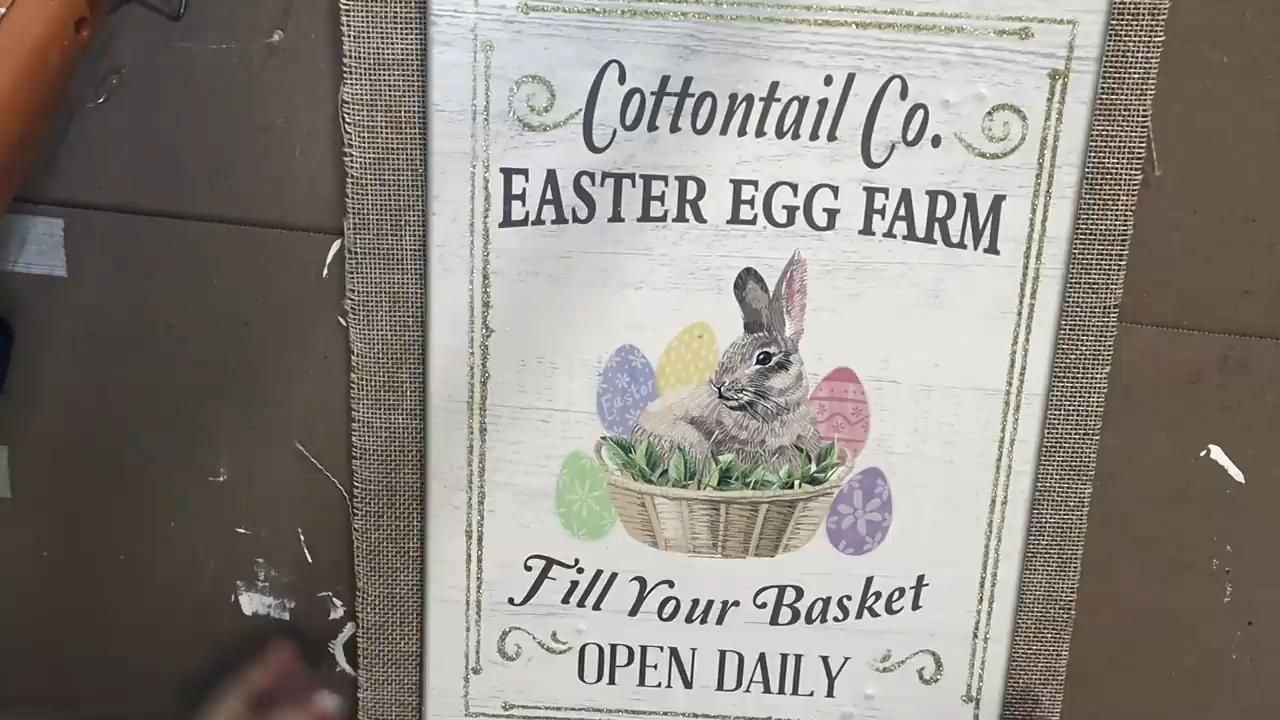 Cottontail Co.
EASTER EGG FARM
Easter
Fill Your Basket
OPEN DAILY